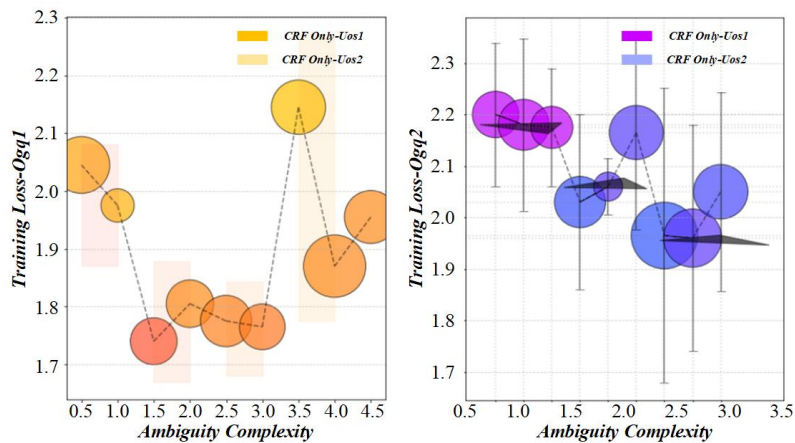 CRF Only-Uos1
CRF Only-Uos2
Training Loss-Ogq1
2.3
2.2
2.1
2.0
1.9
1.8
1.7
0.5 1.0 1.5 2.0 2.5 3.0 3.5 4.0 4.5
Ambiguity Complexity
CRF Only-Uos1
CRF Only-Uos2
Training Loss-Ogq2
2.3
2.2
2.1
2.0
1.9
1.8
1.7
0.5 1.0 1.5 2.0 2.5 3.0 3.5
Ambiguity Complexity